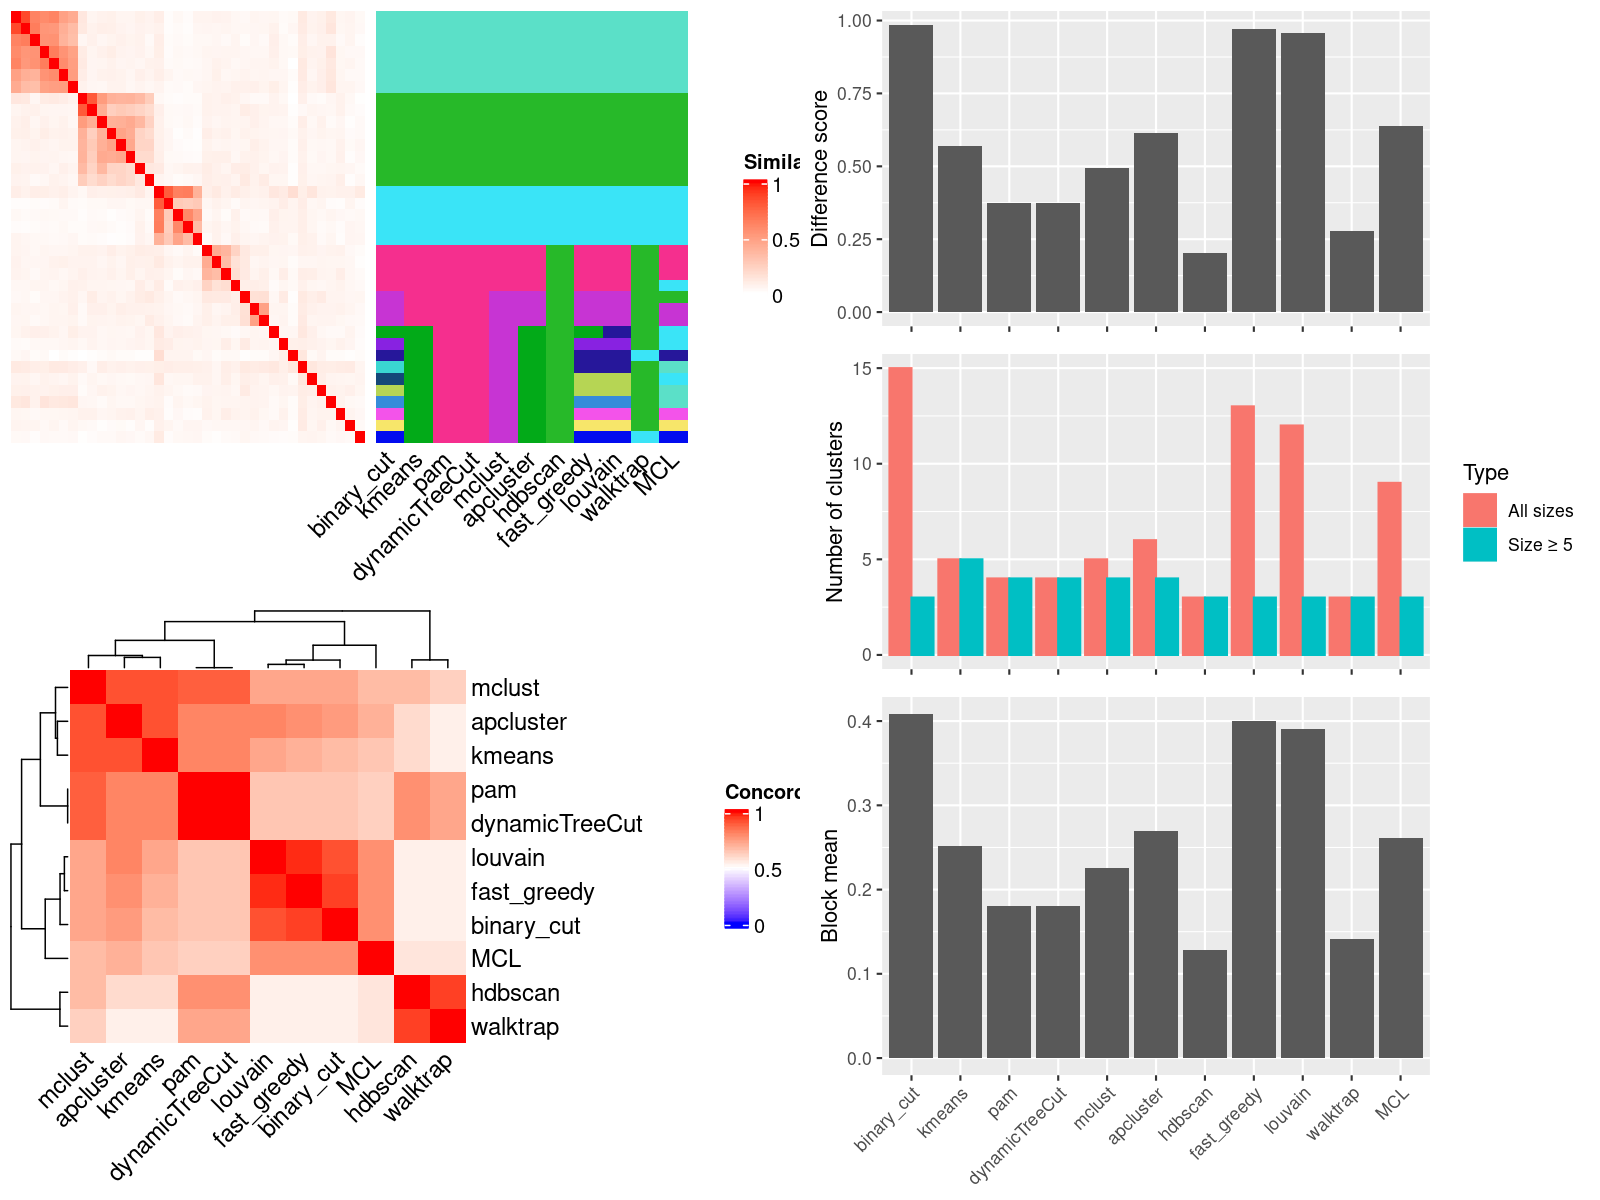 Simila
1
0.5
0
binary_cut
kmeans
pam
dynamicTreeCut
mclust
apcluster
hdbscan
fast_greedy
louvain
walktrap
MCL
mclust
apcluster
kmeans
pam
dynamicTreeCut
louvain
fast_greedy
binary_cut
MCL
hdbscan
walktrap
mclust
apcluster
kmeans
pam
dynamicTreeCut
louvain
fast_greedy
binary_cut
MCL
hdbscan
walktrap
Concord
1
0.5
0
Difference score
1.00
0.75
0.50
0.25
0.00
Number of clusters
15
10
5
0
Type
All sizes
Size ≥ 5
Block mean
0.4
0.3
0.2
0.1
0.0
binary_cut
kmeans
pam
dynamicTreeCut
mclust
apcluster
hdbscan
fast_greedy
louvain
walktrap
MCL